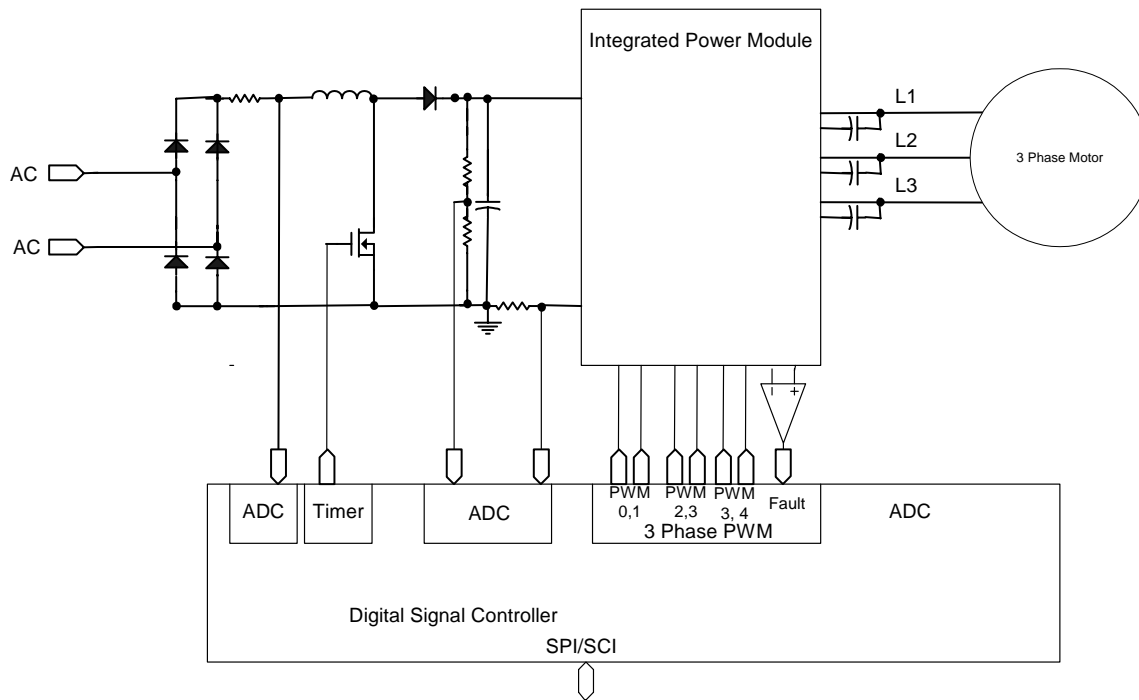 Integrated Power Module
L1
L2
L3
3 Phase Motor
AC
AC
ADC
Timer
ADC
PWM
0,1
PWM
2,3
PWM
3, 4
Fault
3 Phase PWM
ADC
Digital Signal Controller
SPI/SCI